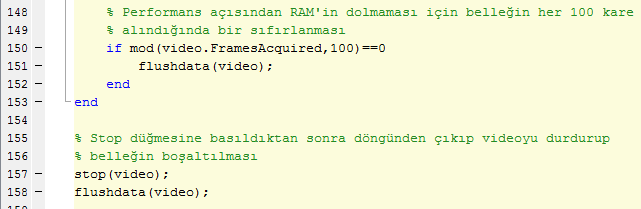 148 % Performans açısından RAM'in dolmaması için belleğin her 100 kare
149 % alındığında bir sıfırlanması
150 – if mod(video.FramesAcquired,100)==0
151 – flushdata(video);
152 – end
153 – end
154
155 % Stop düğmesine basıldıktan sonra döngünden çıkıp videoyu durdurup
156 % belleğin boşaltılması
157 – stop(video);
158 – flushdata(video);